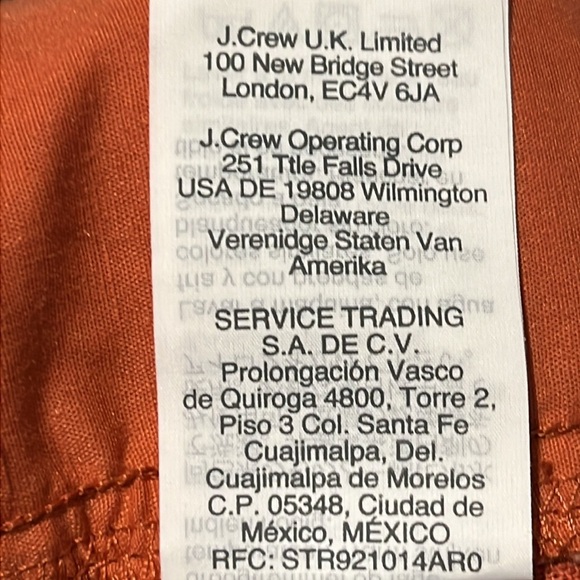 J.Crew U.K. Limited
100 New Bridge Street
London, EC4V 6JA
J.Crew Operating Corp
251 Ttle Falls Drive
USA DE 19808 Wilmington
Delaware
Verenidge Staten Van
Amerika
SERVICE TRADING
S.A. DE C.V.
Prolongación Vasco
de Quiroga 4800, Torre 2,
Piso 3 Col. Santa Fe
Cuajimalpa, Del.
Cuajimalpa de Morelos
C.P. 05348, Ciudad de
México, MÉXICO
RFC: STR921014AR0